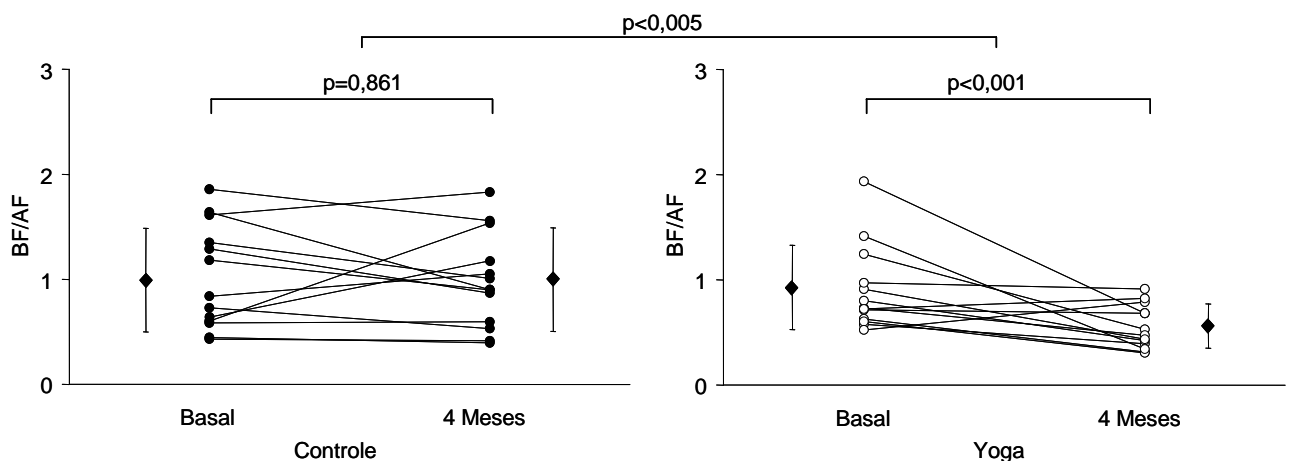 p<0,005
3
p=0,861
2
BF/AF
1
0
Basal
4 Meses
Controle
3
p<0,001
2
BF/AF
1
0
Basal
4 Meses
Yoga